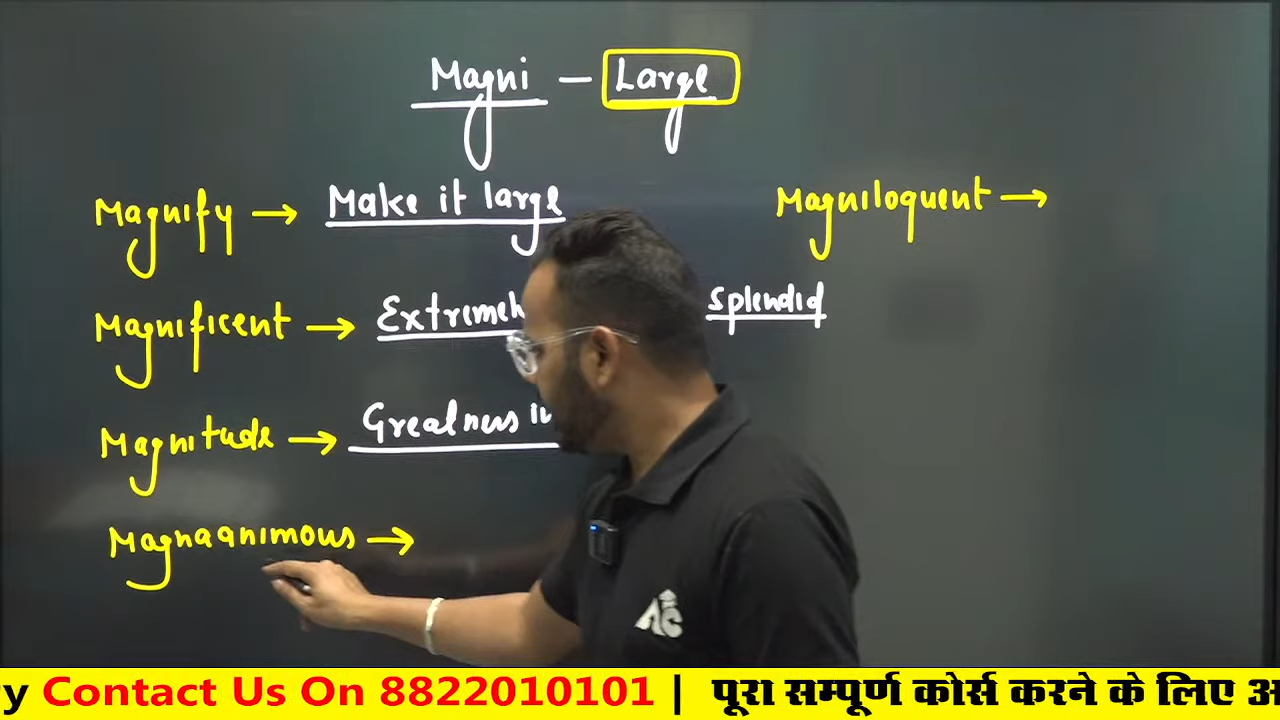 Magni - Large
Magnify → Make it large
Magniloquent →
Magnificent → Extremel splendid
Magnitude → Greatness in
Magnaanimous →
y Contact Us On 8822010101 | पूरा सम्पूर्ण कोर्स करने के लिए अ